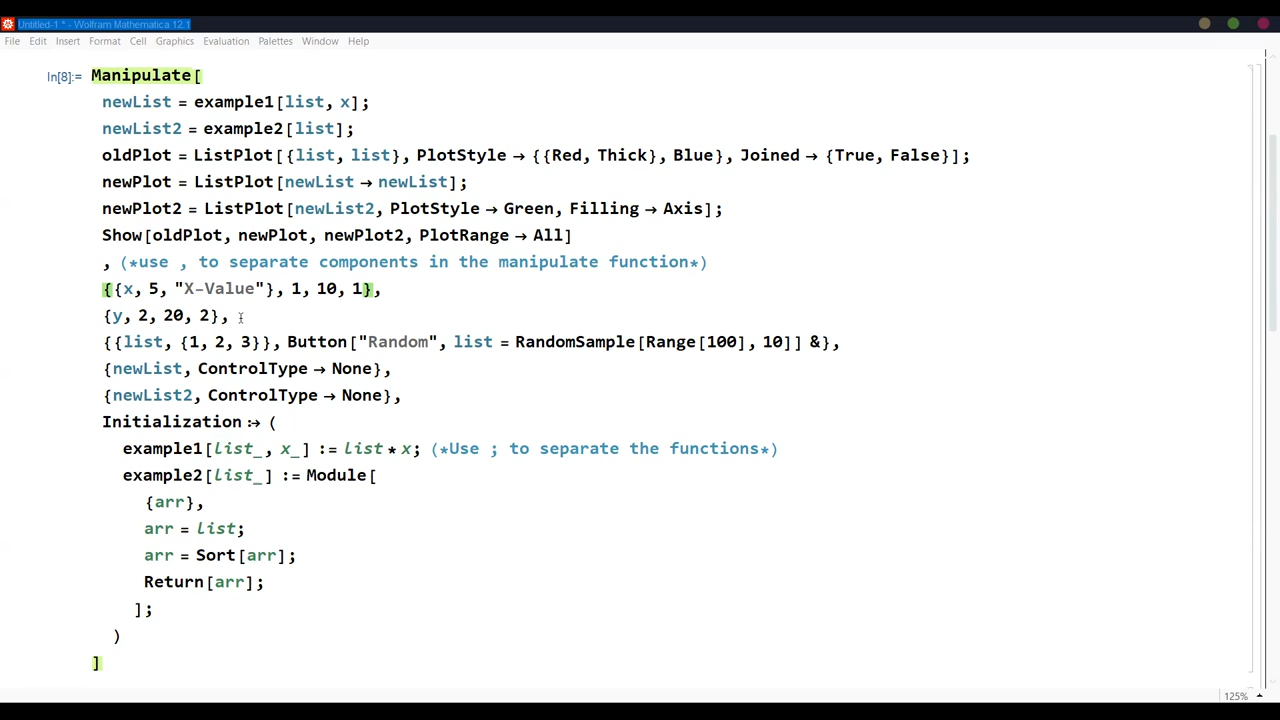 Untitled-1 * - Wolfram Mathematica 12.1
File Edit Insert Format Cell Graphics Evaluation Palettes Window Help
In[8]:= Manipulate[
newList = example1[list, x];
newList2 = example2[list];
oldPlot = ListPlot[{list, list}, PlotStyle → {{Red, Thick}, Blue}, Joined → {True, False}];
newPlot = ListPlot[newList → newList];
newPlot2 = ListPlot[newList2, PlotStyle → Green, Filling → Axis];
Show[oldPlot, newPlot, newPlot2, PlotRange → All]
, (*use , to separate components in the manipulate function*)
{{x, 5, "X-Value"}, 1, 10, 1},
{y, 2, 20, 2},
{{list, {1, 2, 3}}, Button["Random", list = RandomSample[Range[100], 10]] &},
{newList, ControlType → None},
{newList2, ControlType → None},
Initialization :→ (
example1[list_, x_] := list * x; (*Use ; to separate the functions*)
example2[list_] := Module[
{arr},
arr = list;
arr = Sort[arr];
Return[arr];
];
)
]
125%